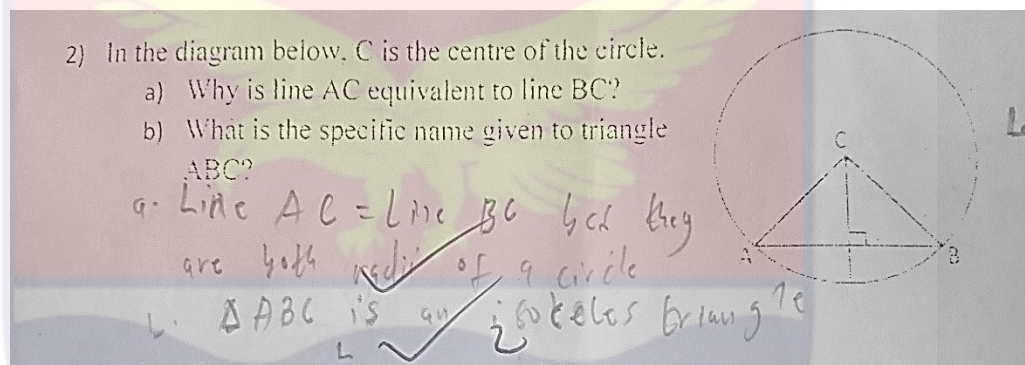 2) In the diagram below, C is the centre of the circle.
a) Why is line AC equivalent to line BC?
b) What is the specific name given to triangle
ABC?
a. Line AC = Line BC bcs they
are both radii of a circle
b. Δ ABC is an isoceles triangle
C
A
B
L